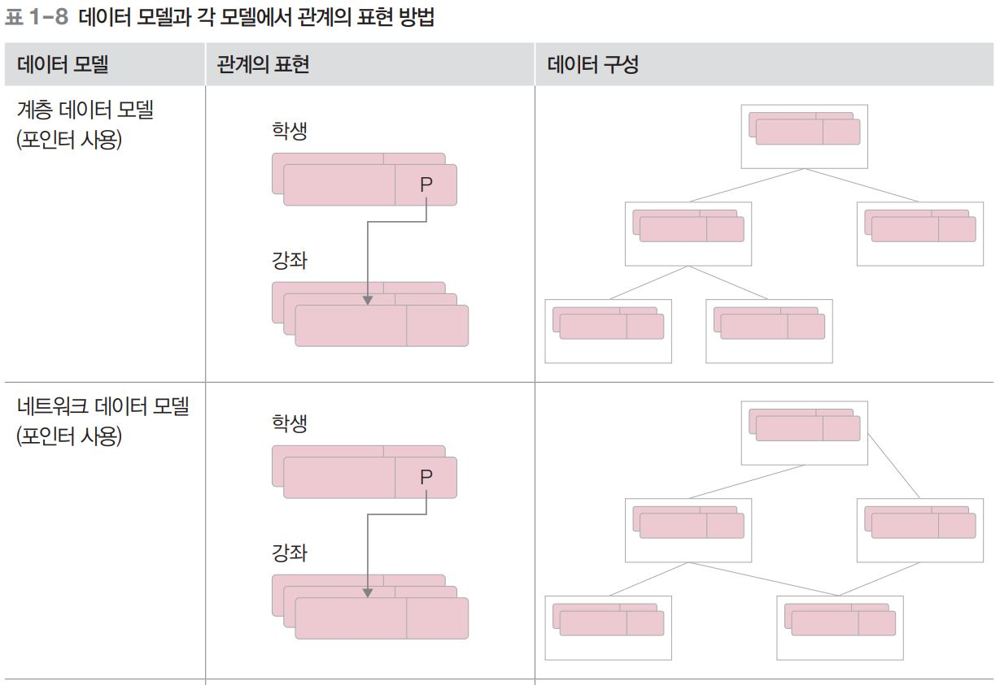 표 1-8 데이터 모델과 각 모델에서 관계의 표현 방법
데이터 모델
관계의 표현
데이터 구성
계층 데이터 모델
(포인터 사용)
학생
P
강좌
네트워크 데이터 모델
(포인터 사용)
학생
P
강좌